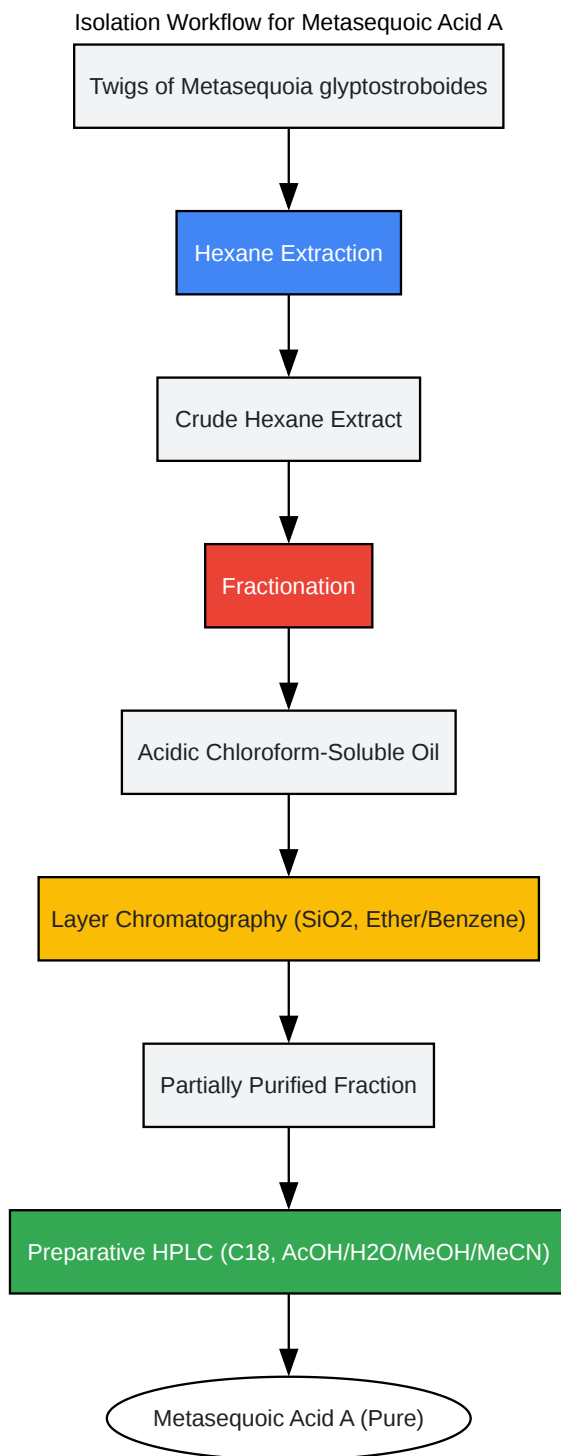 Isolation Workflow for Metasequoic Acid A
Twigs of Metasequoia glyptostroboides
Hexane Extraction
Crude Hexane Extract
Fractionation
Acidic Chloroform-Soluble Oil
Layer Chromatography (SiO2, Ether/Benzene)
Partially Purified Fraction
Preparative HPLC (C18, AcOH/H2O/MeOH/MeCN)
Metasequoic Acid A (Pure)